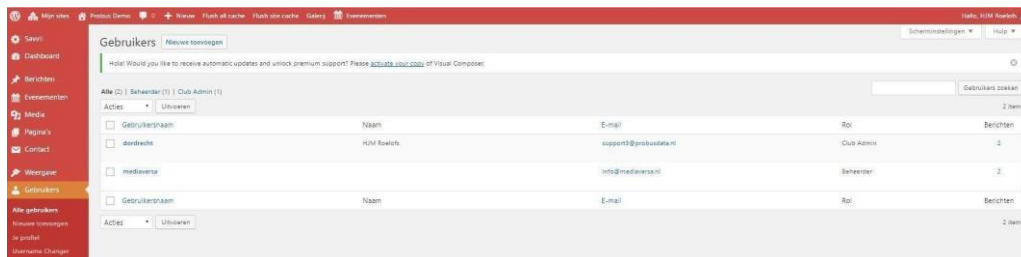 Mijn sites Probus Demo 0 Nieuw Flush all cache Flush site cache Galerij Evenementen Hallo, HJM Roelofs
Savvii
Dashboard
Berichten
Evenementen
Media
Pagina's
Contact
Weergave
Gebruikers
Alle gebruikers
Nieuwe toevoegen
Je profiel
Username Changer
Scherminstellingen Hulp
Gebruikers Nieuwe toevoegen
Hola! Would you like to receive automatic updates and unlock premium support? Please activate your copy of Visual Composer.
Alle (2) | Beheerder (1) | Club Admin (1)
Gebruikers zoeken
Acties Uitvoeren 2 item
Gebruikersnaam Naam E-mail Rol Berichten
dordrecht HJM Roelofs support3@probusdata.nl Club Admin 2
mediaversa info@mediaversa.nl Beheerder 2
Gebruikersnaam Naam E-mail Rol Berichten
Acties Uitvoeren 2 item